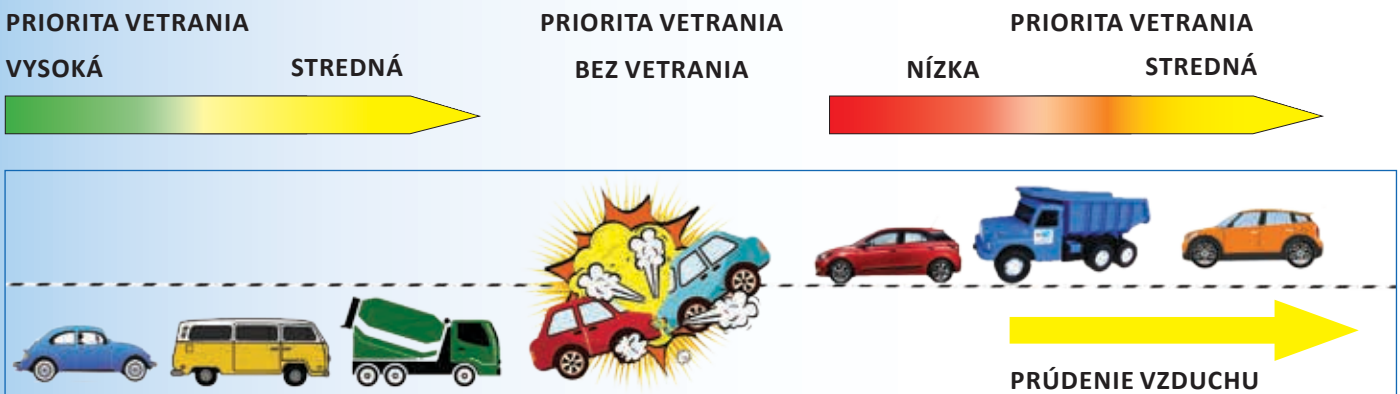 PRIORITA VETRANIA
PRIORITA VETRANIA
PRIORITA VETRANIA
VYSOKÁ
STREDNÁ
BEZ VETRANIA
NÍZKA
STREDNÁ
PRÚDENIE VZDUCHU